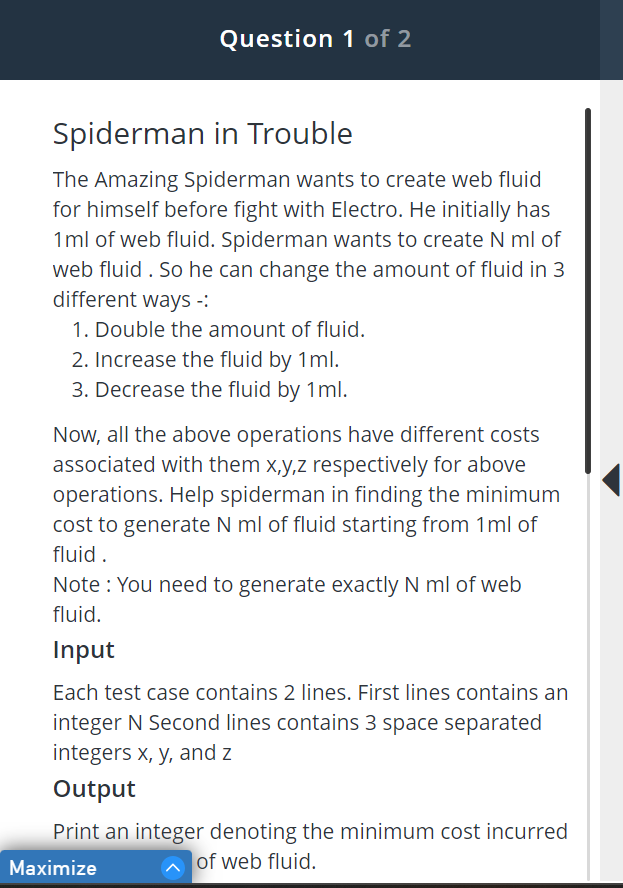 Question 1 of 2
Spiderman in Trouble
The Amazing Spiderman wants to create web fluid
for himself before fight with Electro. He initially has
1ml of web fluid. Spiderman wants to create N ml of
web fluid . So he can change the amount of fluid in 3
different ways -:
1. Double the amount of fluid.
2. Increase the fluid by 1ml.
3. Decrease the fluid by 1ml.
Now, all the above operations have different costs
associated with them x,y,z respectively for above
operations. Help spiderman in finding the minimum
cost to generate N ml of fluid starting from 1ml of
fluid .
Note : You need to generate exactly N ml of web
fluid.
Input
Each test case contains 2 lines. First lines contains an
integer N Second lines contains 3 space separated
integers x, y, and z
Output
Print an integer denoting the minimum cost incurred
of web fluid.
Maximize